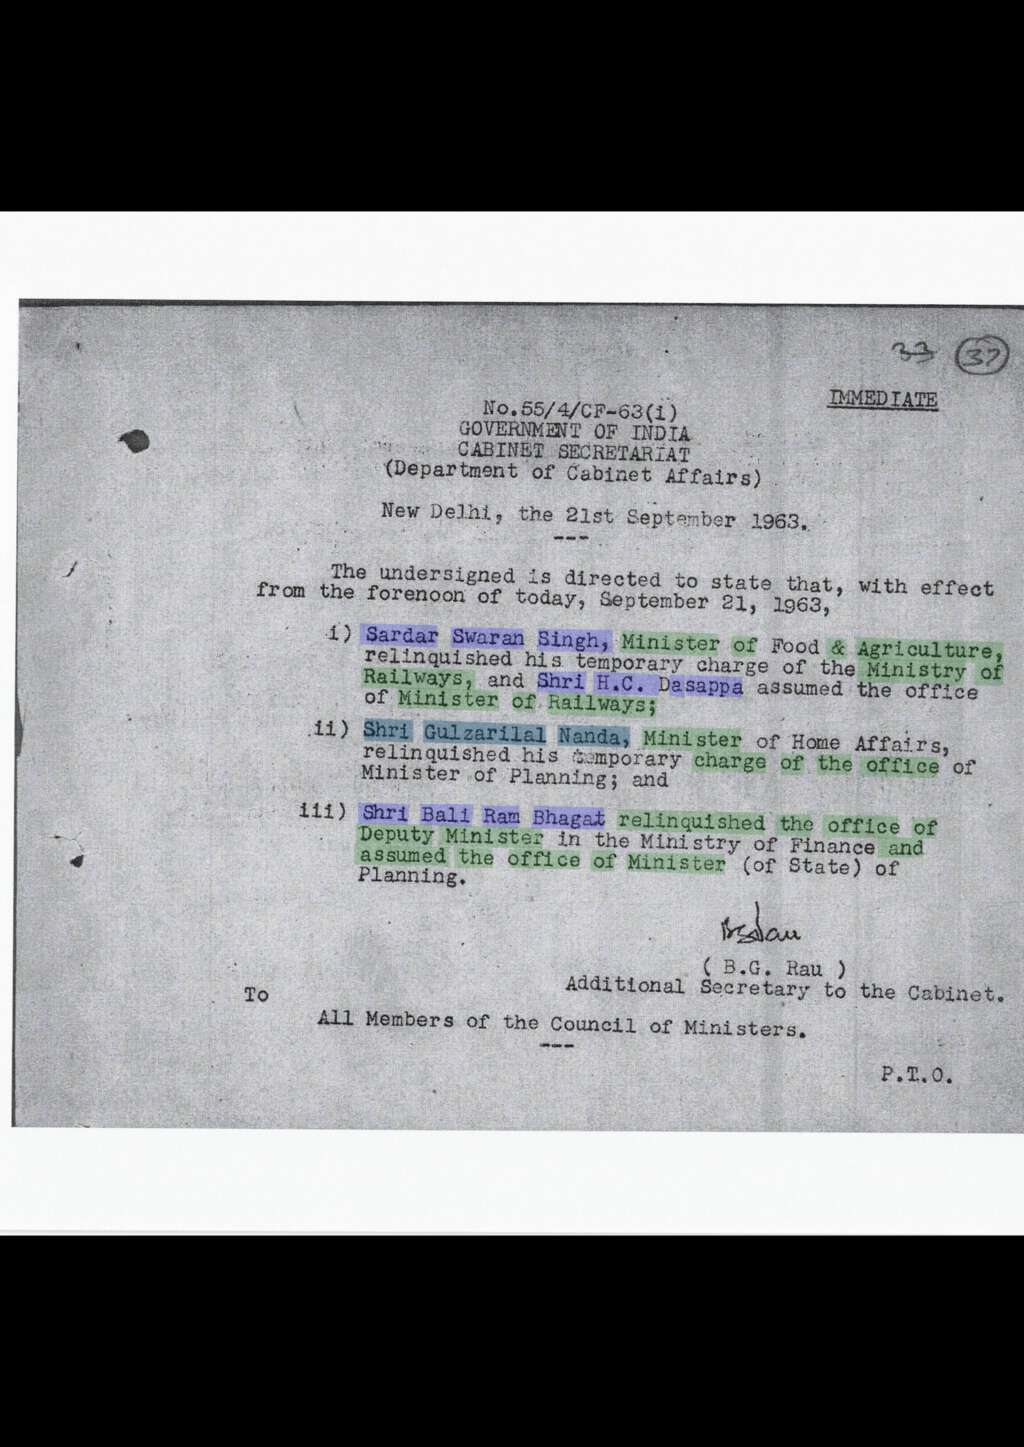 33 37
IMMEDIATE
No.55/4/CF-63(i)
GOVERNMENT OF INDIA
CABINET SECRETARIAT
(Department of Cabinet Affairs)
New Delhi, the 21st September 1963.
---
The undersigned is directed to state that, with effect
from the forenoon of today, September 21, 1963,
i) Sardar Swaran Singh, Minister of Food & Agriculture,
relinquished his temporary charge of the Ministry of
Railways, and Shri H.C. Dasappa assumed the office
of Minister of Railways;
ii) Shri Gulzarilal Nanda, Minister of Home Affairs,
relinquished his temporary charge of the office of
Minister of Planning; and
iii) Shri Bali Ram Bhagat relinquished the office of
Deputy Minister in the Ministry of Finance and
assumed the office of Minister (of State) of
Planning.
( B.G. Rau )
Additional Secretary to the Cabinet.
To
All Members of the Council of Ministers.
---
P.T.O.